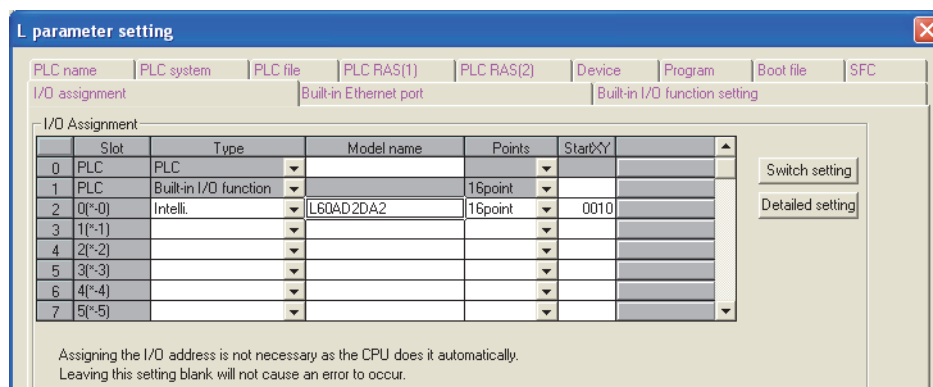 L parameter setting
PLC name PLC system PLC file PLC RAS(1) PLC RAS(2) Device Program Boot file SFC
I/O assignment Built-in Ethernet port Built-in I/O function setting
I/O Assignment
Slot Type Model name Points StartXY
0 PLC PLC
Switch setting
1 PLC Built-in I/O function 16point
2 0(*-0) Intelli. L60AD2DA2 16point 0010
Detailed setting
3 1(*-1)
4 2(*-2)
5 3(*-3)
6 4(*-4)
7 5(*-5)
Assigning the I/O address is not necessary as the CPU does it automatically.
Leaving this setting blank will not cause an error to occur.